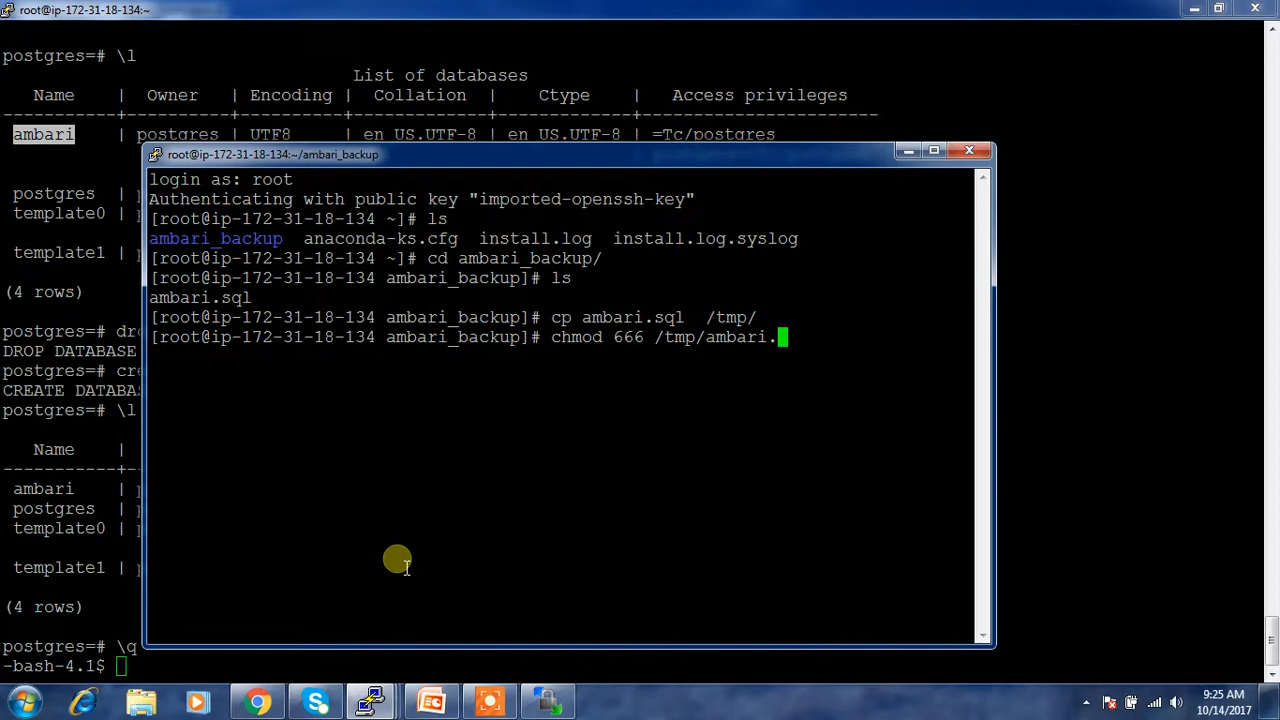 root@ip-172-31-18-134:~
postgres=# \l
List of databases
Name | Owner | Encoding | Collation | Ctype | Access privileges
-----------+----------+----------+-------------+-------------+-----------------------
ambari | postgres | UTF8 | en_US.UTF-8 | en_US.UTF-8 | =Tc/postgres
postgres |
template0 |
template1 |
(4 rows)
postgres=# dro
DROP DATABASE
postgres=# cre
CREATE DATABAS
postgres=# \l
Name |
-----------+-
ambari |
postgres |
template0 |
template1 |
(4 rows)
postgres=# \q
-bash-4.1$
root@ip-172-31-18-134:~/ambari_backup
login as: root
Authenticating with public key "imported-openssh-key"
[root@ip-172-31-18-134 ~]# ls
ambari_backup anaconda-ks.cfg install.log install.log.syslog
[root@ip-172-31-18-134 ~]# cd ambari_backup/
[root@ip-172-31-18-134 ambari_backup]# ls
ambari.sql
[root@ip-172-31-18-134 ambari_backup]# cp ambari.sql /tmp/
[root@ip-172-31-18-134 ambari_backup]# chmod 666 /tmp/ambari.
9:25 AM
10/14/2017